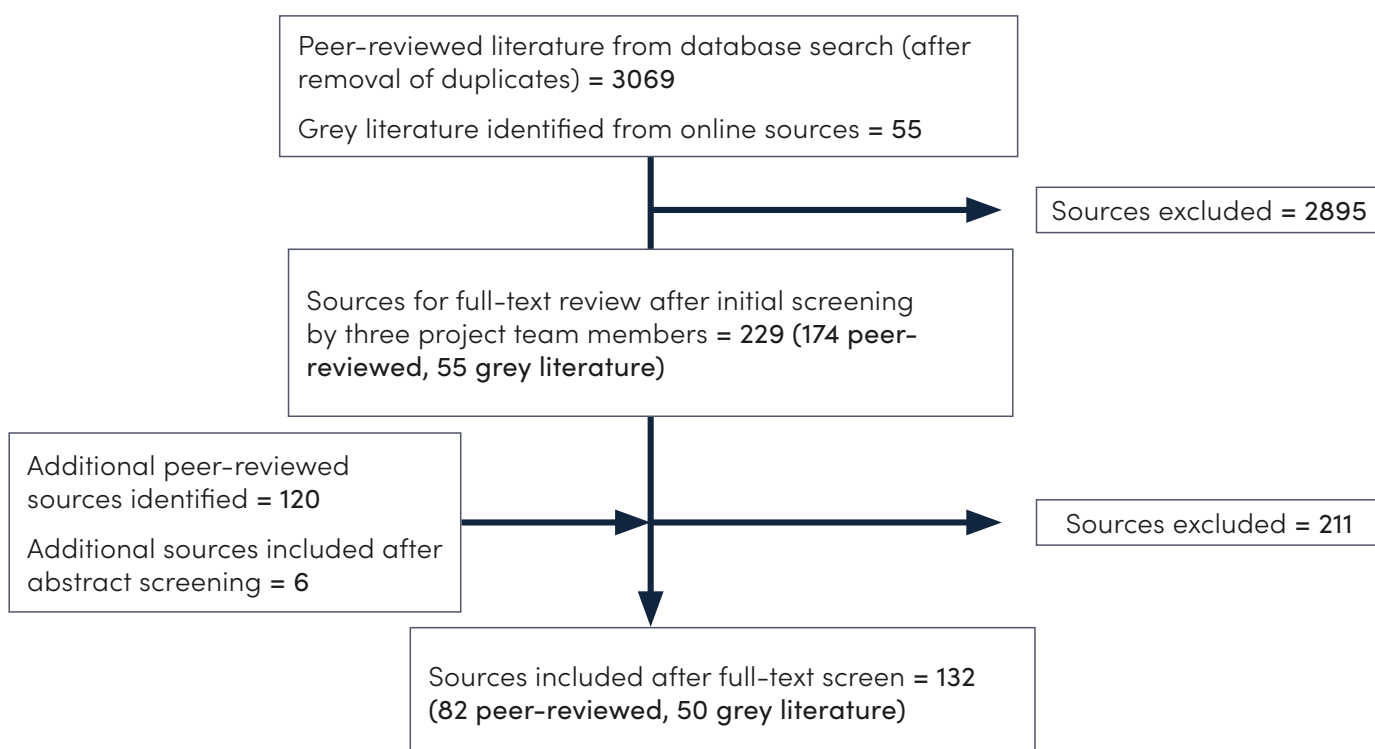 Peer-reviewed literature from database search (after
removal of duplicates) = 3069
Grey literature identified from online sources = 55
Sources excluded = 2895
Sources for full-text review after initial screening
by three project team members = 229 (174 peer-
reviewed, 55 grey literature)
Additional peer-reviewed
sources identified = 120
Additional sources included after
abstract screening = 6
Sources excluded = 211
Sources included after full-text screen = 132
(82 peer-reviewed, 50 grey literature)